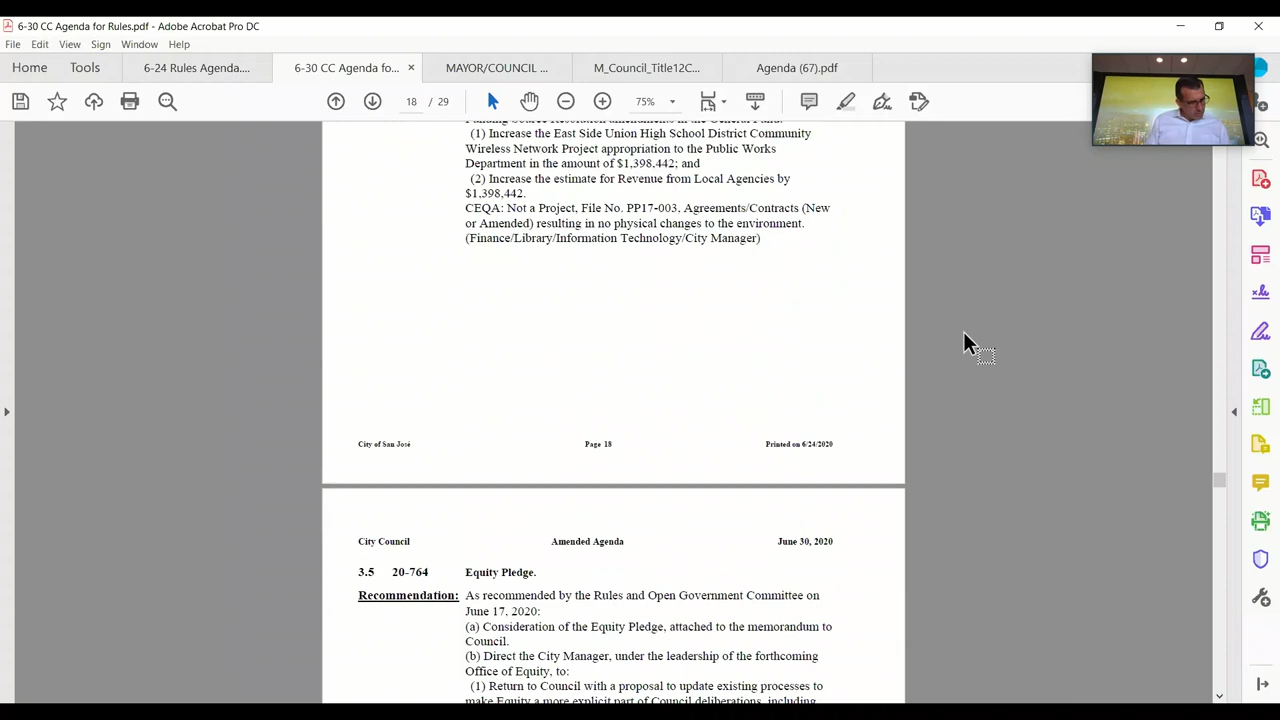 6-30 CC Agenda for Rules.pdf - Adobe Acrobat Pro DC
File Edit View Sign Window Help
Home Tools 6-24 Rules Agenda.... 6-30 CC Agenda fo... × MAYOR/COUNCIL ... M_Council_Title12C... Agenda (67).pdf
18 / 29 75%
Funding Source Resolution amendments in the General Fund:
(1) Increase the East Side Union High School District Community
Wireless Network Project appropriation to the Public Works
Department in the amount of $1,398,442; and
(2) Increase the estimate for Revenue from Local Agencies by
$1,398,442.
CEQA: Not a Project, File No. PP17-003, Agreements/Contracts (New
or Amended) resulting in no physical changes to the environment.
(Finance/Library/Information Technology/City Manager)
City of San José Page 18 Printed on 6/24/2020
City Council Amended Agenda June 30, 2020
3.5 20-764 Equity Pledge.
Recommendation: As recommended by the Rules and Open Government Committee on
June 17, 2020:
(a) Consideration of the Equity Pledge, attached to the memorandum to
Council.
(b) Direct the City Manager, under the leadership of the forthcoming
Office of Equity, to:
(1) Return to Council with a proposal to update existing processes to
make Equity a more explicit part of Council deliberations, including